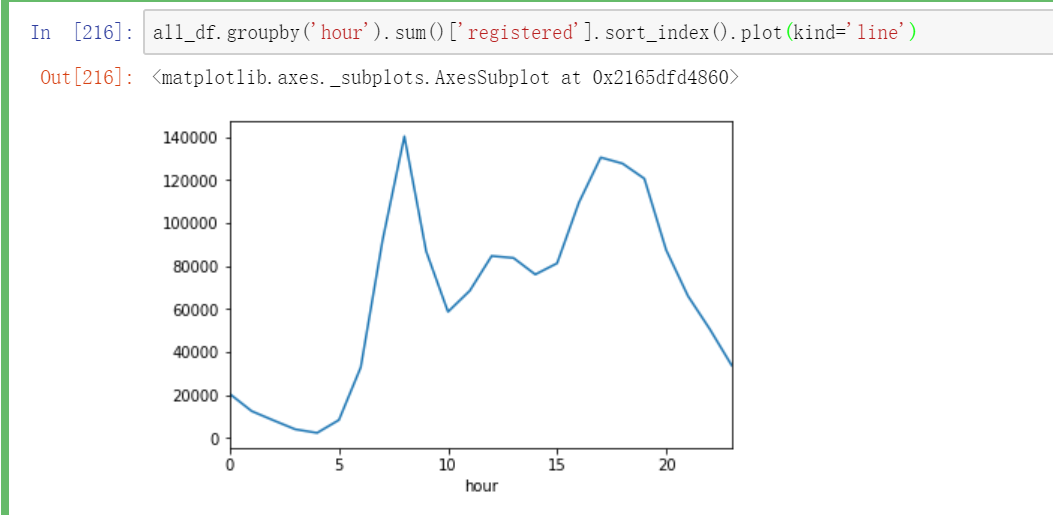 In [216]: all_df.groupby('hour').sum()['registered'].sort_index().plot(kind='line')
Out[216]: <matplotlib.axes._subplots.AxesSubplot at 0x2165dfd4860>
140000
120000
100000
80000
60000
40000
20000
0
0 5 10 15 20
hour